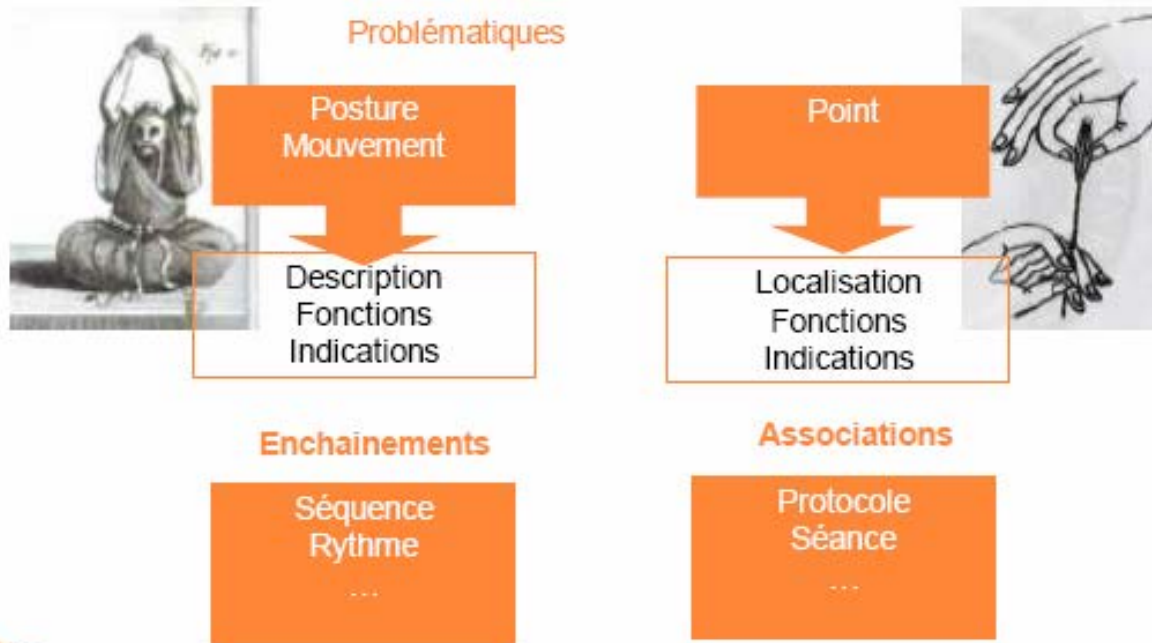 Problématiques
Posture
Mouvement
Description
Fonctions
Indications
Enchainements
Séquence
Rythme
...
Point
Localisation
Fonctions
Indications
Associations
Protocole
Séance
...